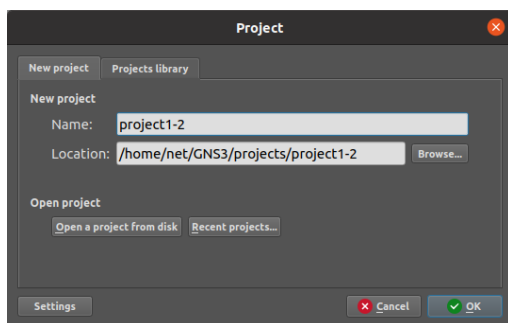 Project
New project Projects library
New project
Name: project1-2
Location: /home/net/GNS3/projects/project1-2 Browse...
Open project
Open a project from disk Recent projects...
Settings Cancel OK